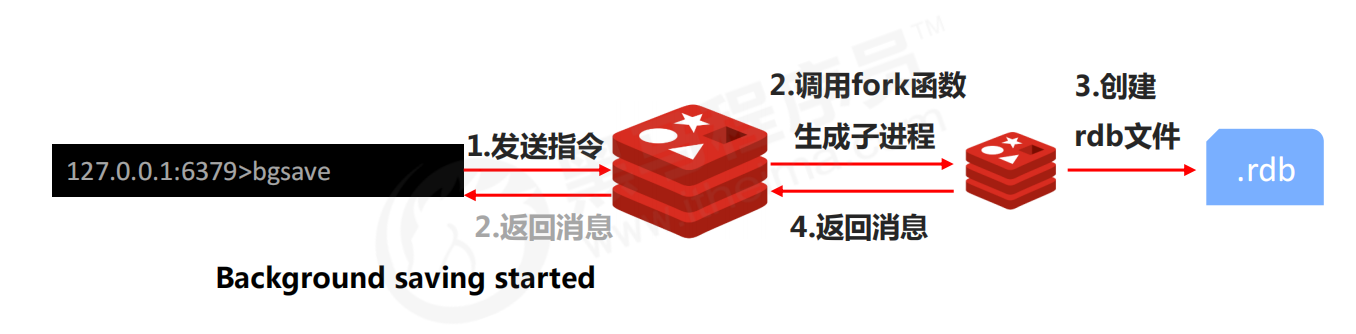 127.0.0.1:6379>bgsave
1.发送指令
2.返回消息
Background saving started
2.调用fork函数
生成子进程
4.返回消息
3.创建
rdb文件
.rdb